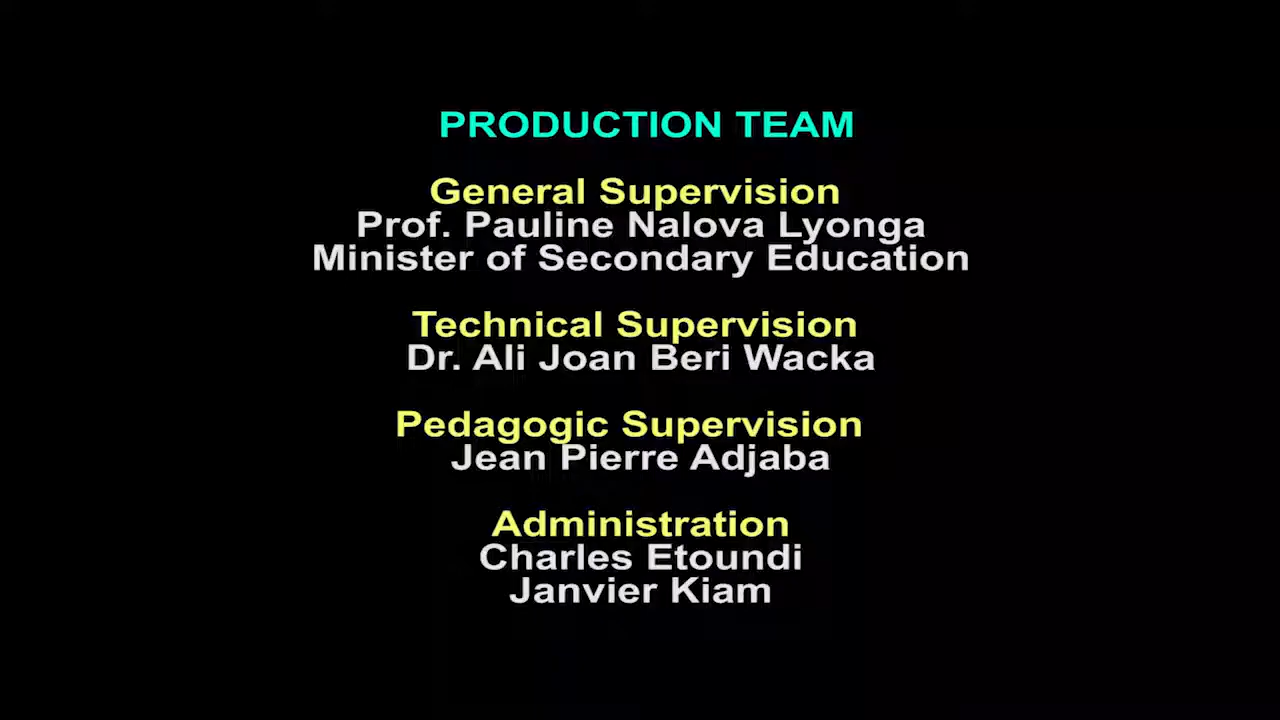 PRODUCTION TEAM
General Supervision
Prof. Pauline Nalova Lyonga
Minister of Secondary Education
Technical Supervision
Dr. Ali Joan Beri Wacka
Pedagogic Supervision
Jean Pierre Adjaba
Administration
Charles Etoundi
Janvier Kiam